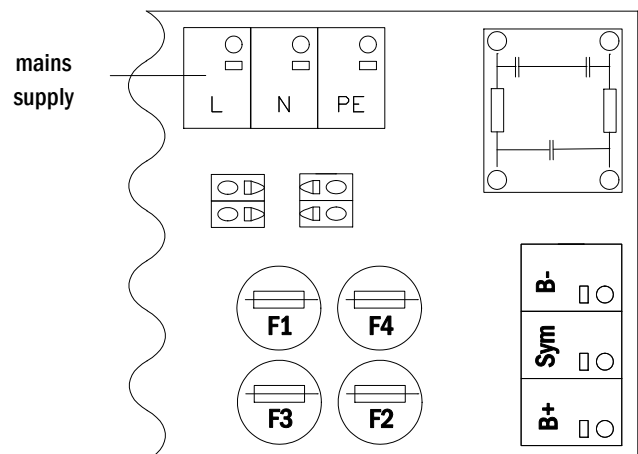 mains
supply
L N PE
F1 F4
F3 F2
B-
Sym
B+